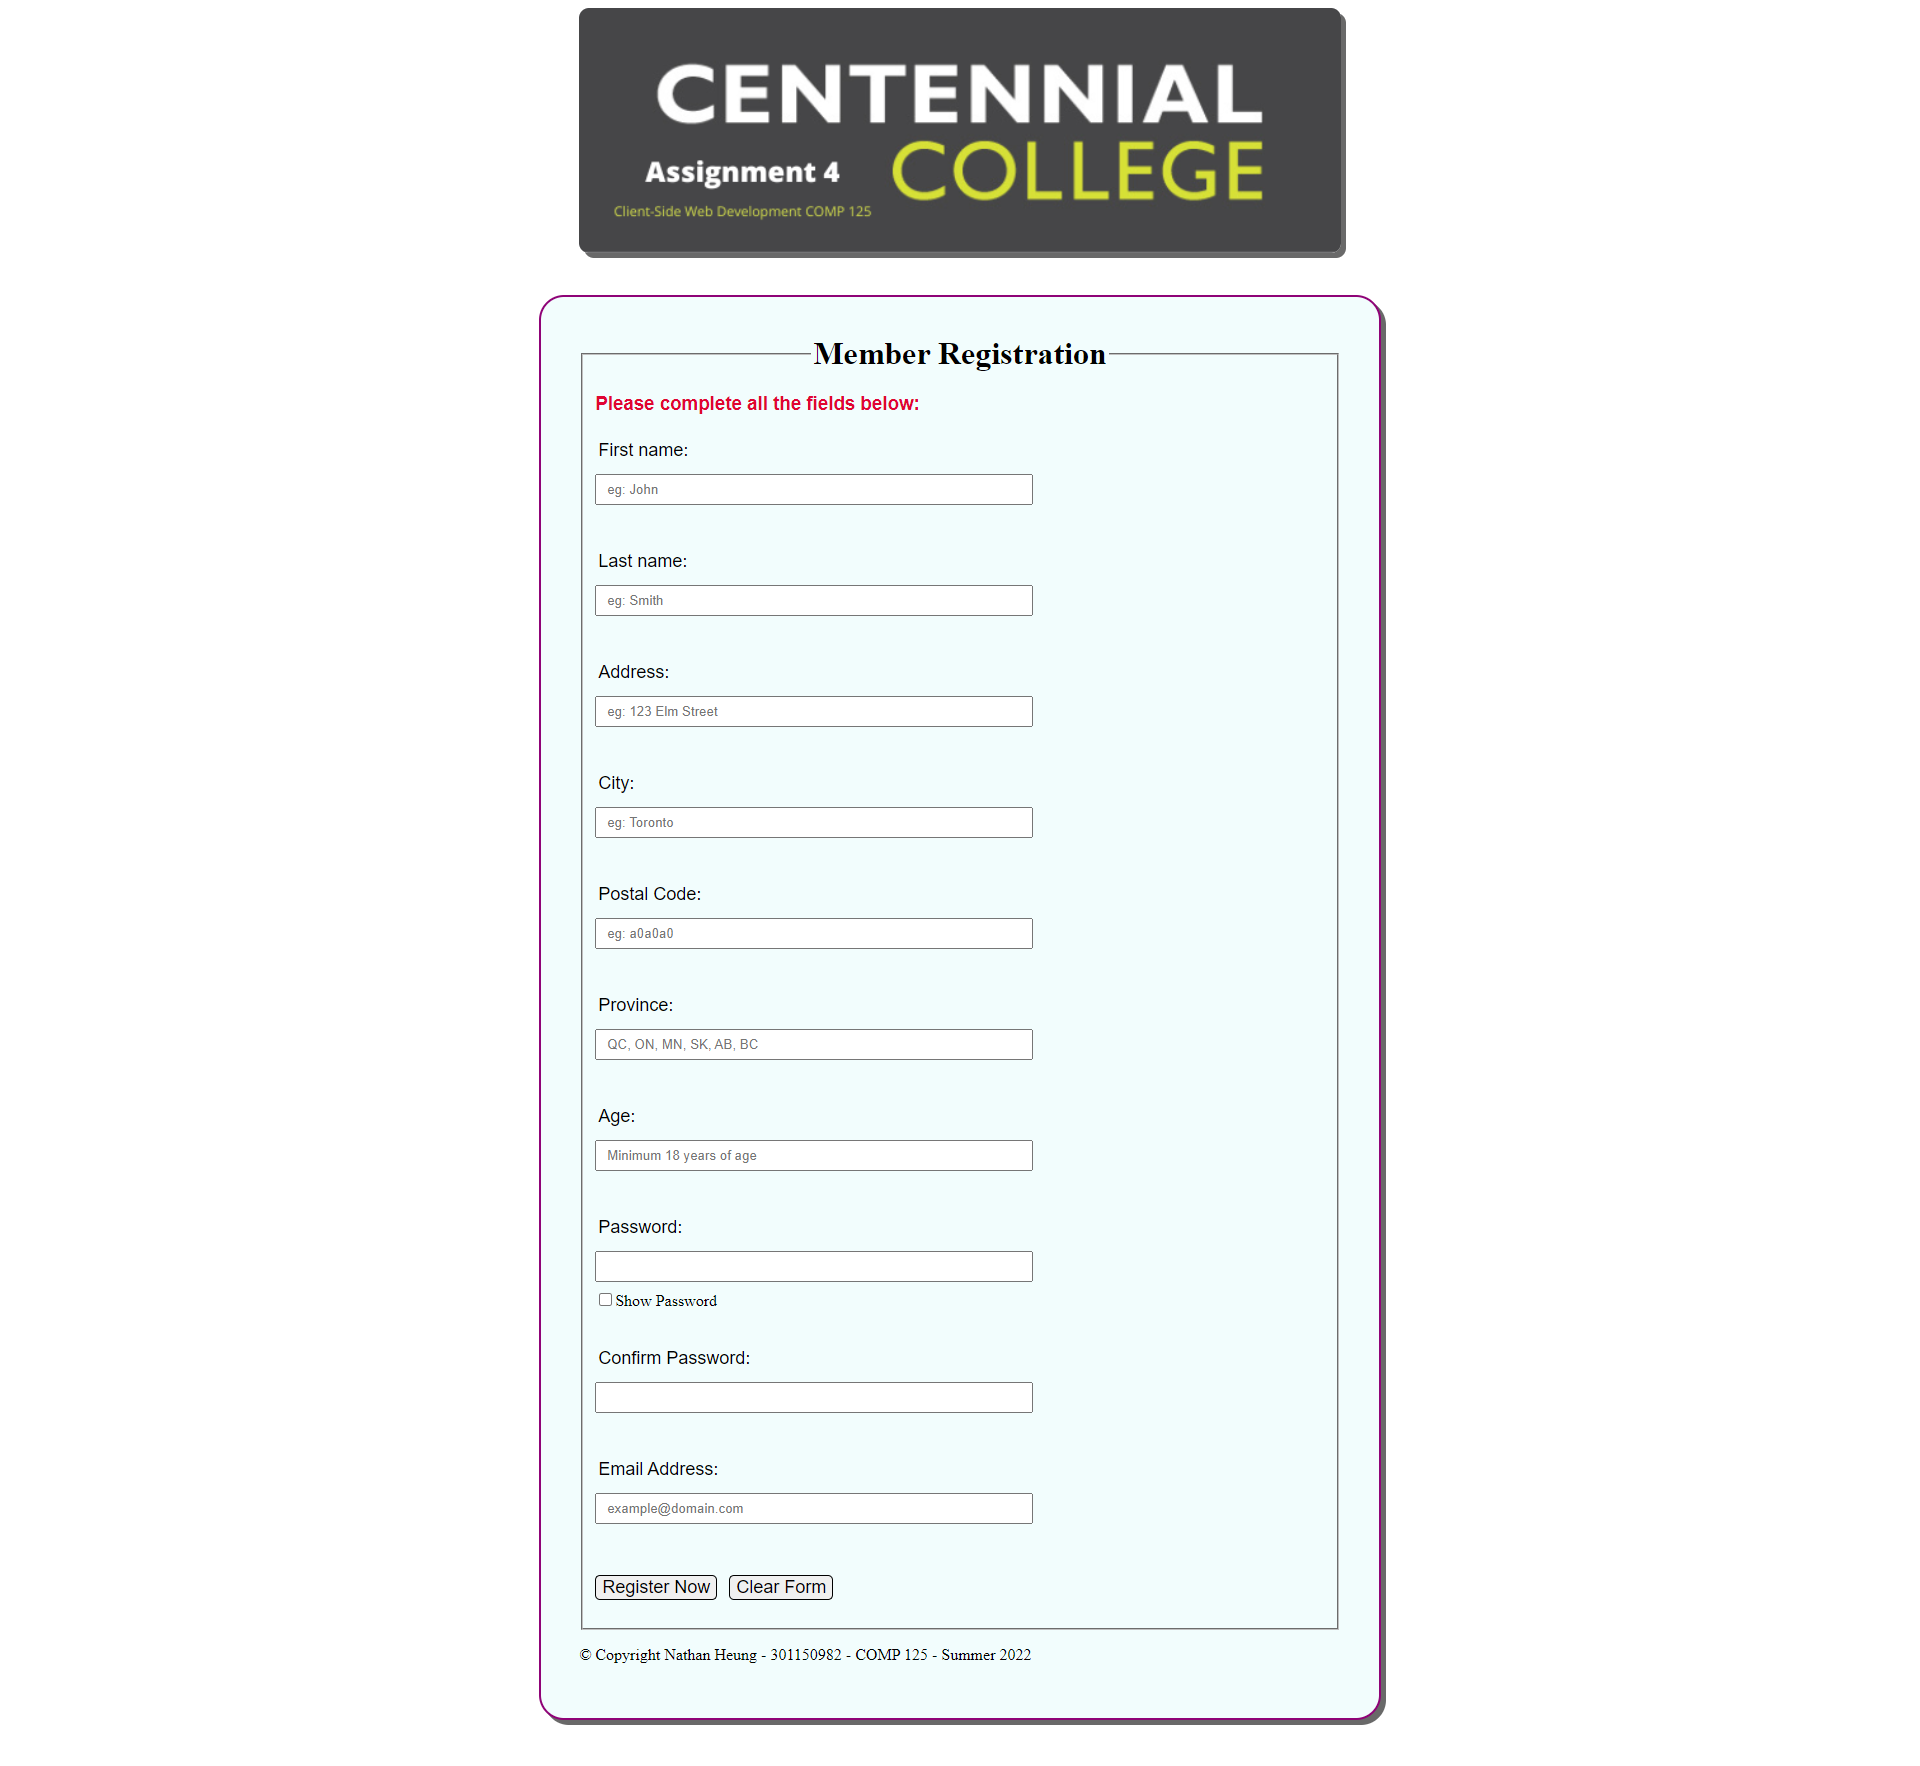 CENTENNIAL
COLLEGE
Assignment 4
Client-Side Web Development COMP 125
Member Registration
Please complete all the fields below:
First name:
eg: John
Last name:
eg: Smith
Address:
eg: 123 Elm Street
City:
eg: Toronto
Postal Code:
eg: a0a0a0
Province:
QC, ON, MN, SK, AB, BC
Age:
Minimum 18 years of age
Password:
Show Password
Confirm Password:
Email Address:
example@domain.com
Register Now Clear Form
© Copyright Nathan Heung - 301150982 - COMP 125 - Summer 2022